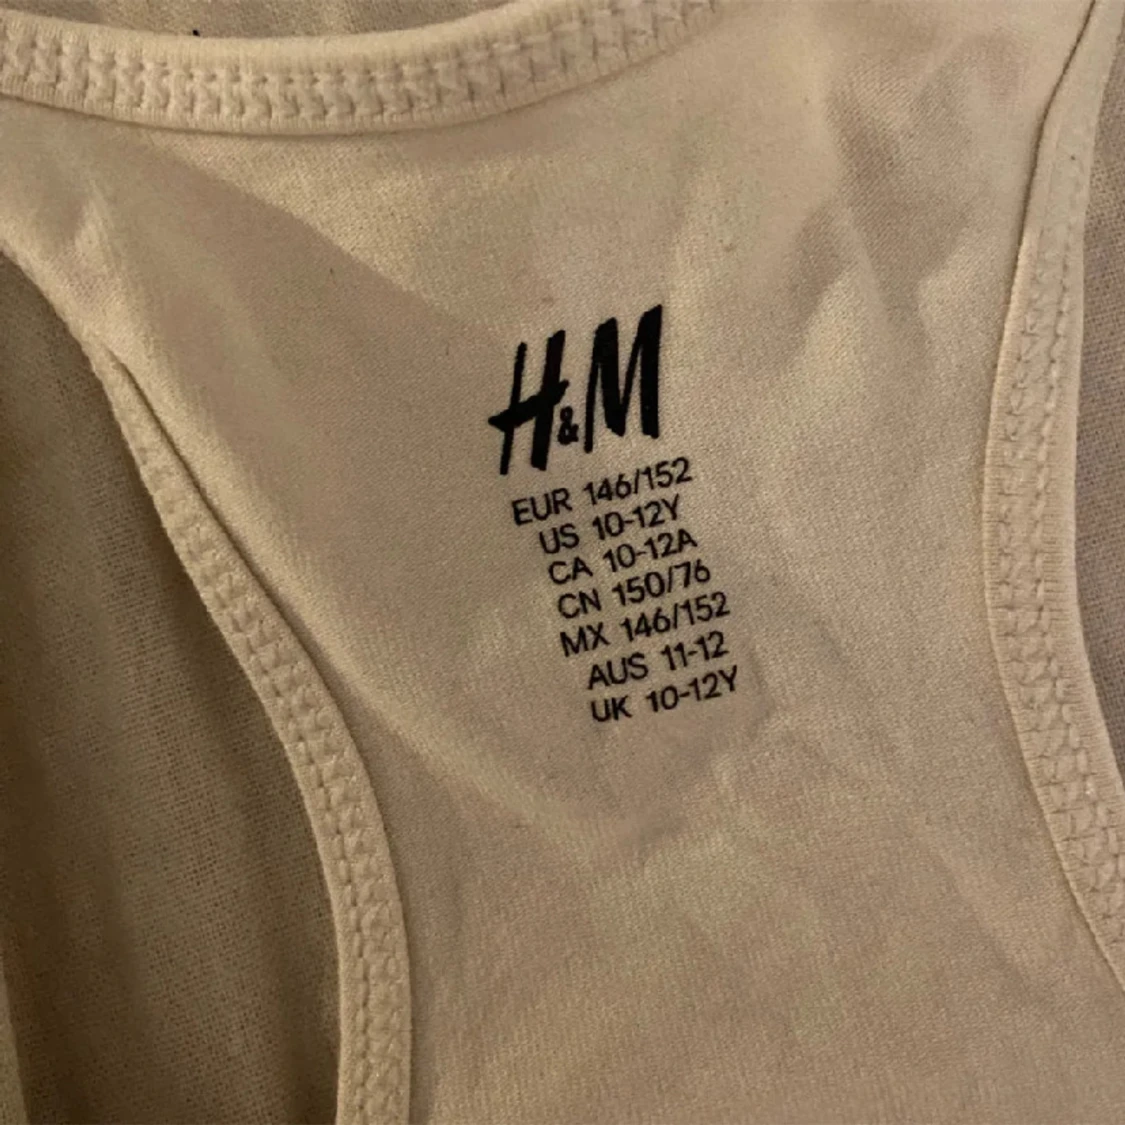 H&M
EUR 146/152
US 10-12Y
CA 10-12A
CN 150/76
MX 146/152
AUS 11-12
UK 10-12Y